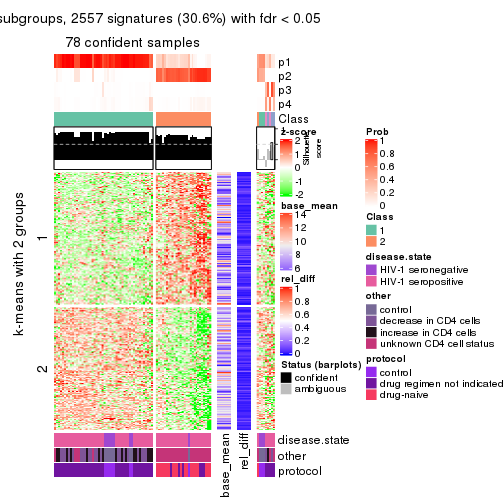 subgroups, 2557 signatures (30.6%) with fdr < 0.05
78 confident samples
p1
p2
p3
p4
Class
Silhouette
score
k-means with 2 groups
1
2
z-score
2
1
0
-1
-2
base_mean
14
12
10
8
6
rel_diff
1
0.8
0.6
0.4
0.2
0
Status (barplots)
confident
ambiguous
Prob
1
0.8
0.6
0.4
0.2
0
Class
1
2
disease.state
HIV-1 seronegative
HIV-1 seropositive
other
control
decrease in CD4 cells
increase in CD4 cells
unknown CD4 cell status
protocol
control
drug regimen not indicated
drug-naive
disease.state
other
protocol
base_mean
rel_diff